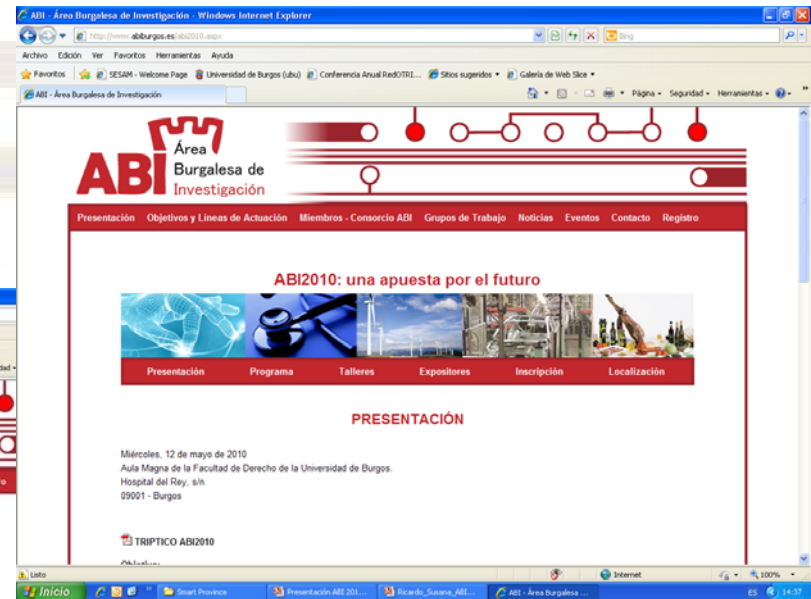 ABI - Área Burgalesa de Investigación - Windows Internet Explorer
http://www.abiburgos.es/abi2010.aspx
Bing
Archivo Edición Ver Favoritos Herramientas Ayuda
Favoritos SESAM - Welcome Page Universidad de Burgos (ubu) Conferencia Anual RedOTRI... Sitios sugeridos Galería de Web Slice
ABI - Área Burgalesa de Investigación
Página Seguridad Herramientas
ABI Área
Burgalesa de
Investigación
Presentación Objetivos y Líneas de Actuación Miembros - Consorcio ABI Grupos de Trabajo Noticias Eventos Contacto Registro
ABI2010: una apuesta por el futuro
Presentación Programa Talleres Expositores Inscripción Localización
PRESENTACIÓN
Miércoles, 12 de mayo de 2010
Aula Magna de la Facultad de Derecho de la Universidad de Burgos.
Hospital del Rey, s/n
09001 - Burgos
TRIPTICO ABI2010
Listo Internet 100%
Inicio Smart Province Presentación ABI 201... Ricardo_Susana_ABI... ABI - Área Burgalesa ... ES 14:37